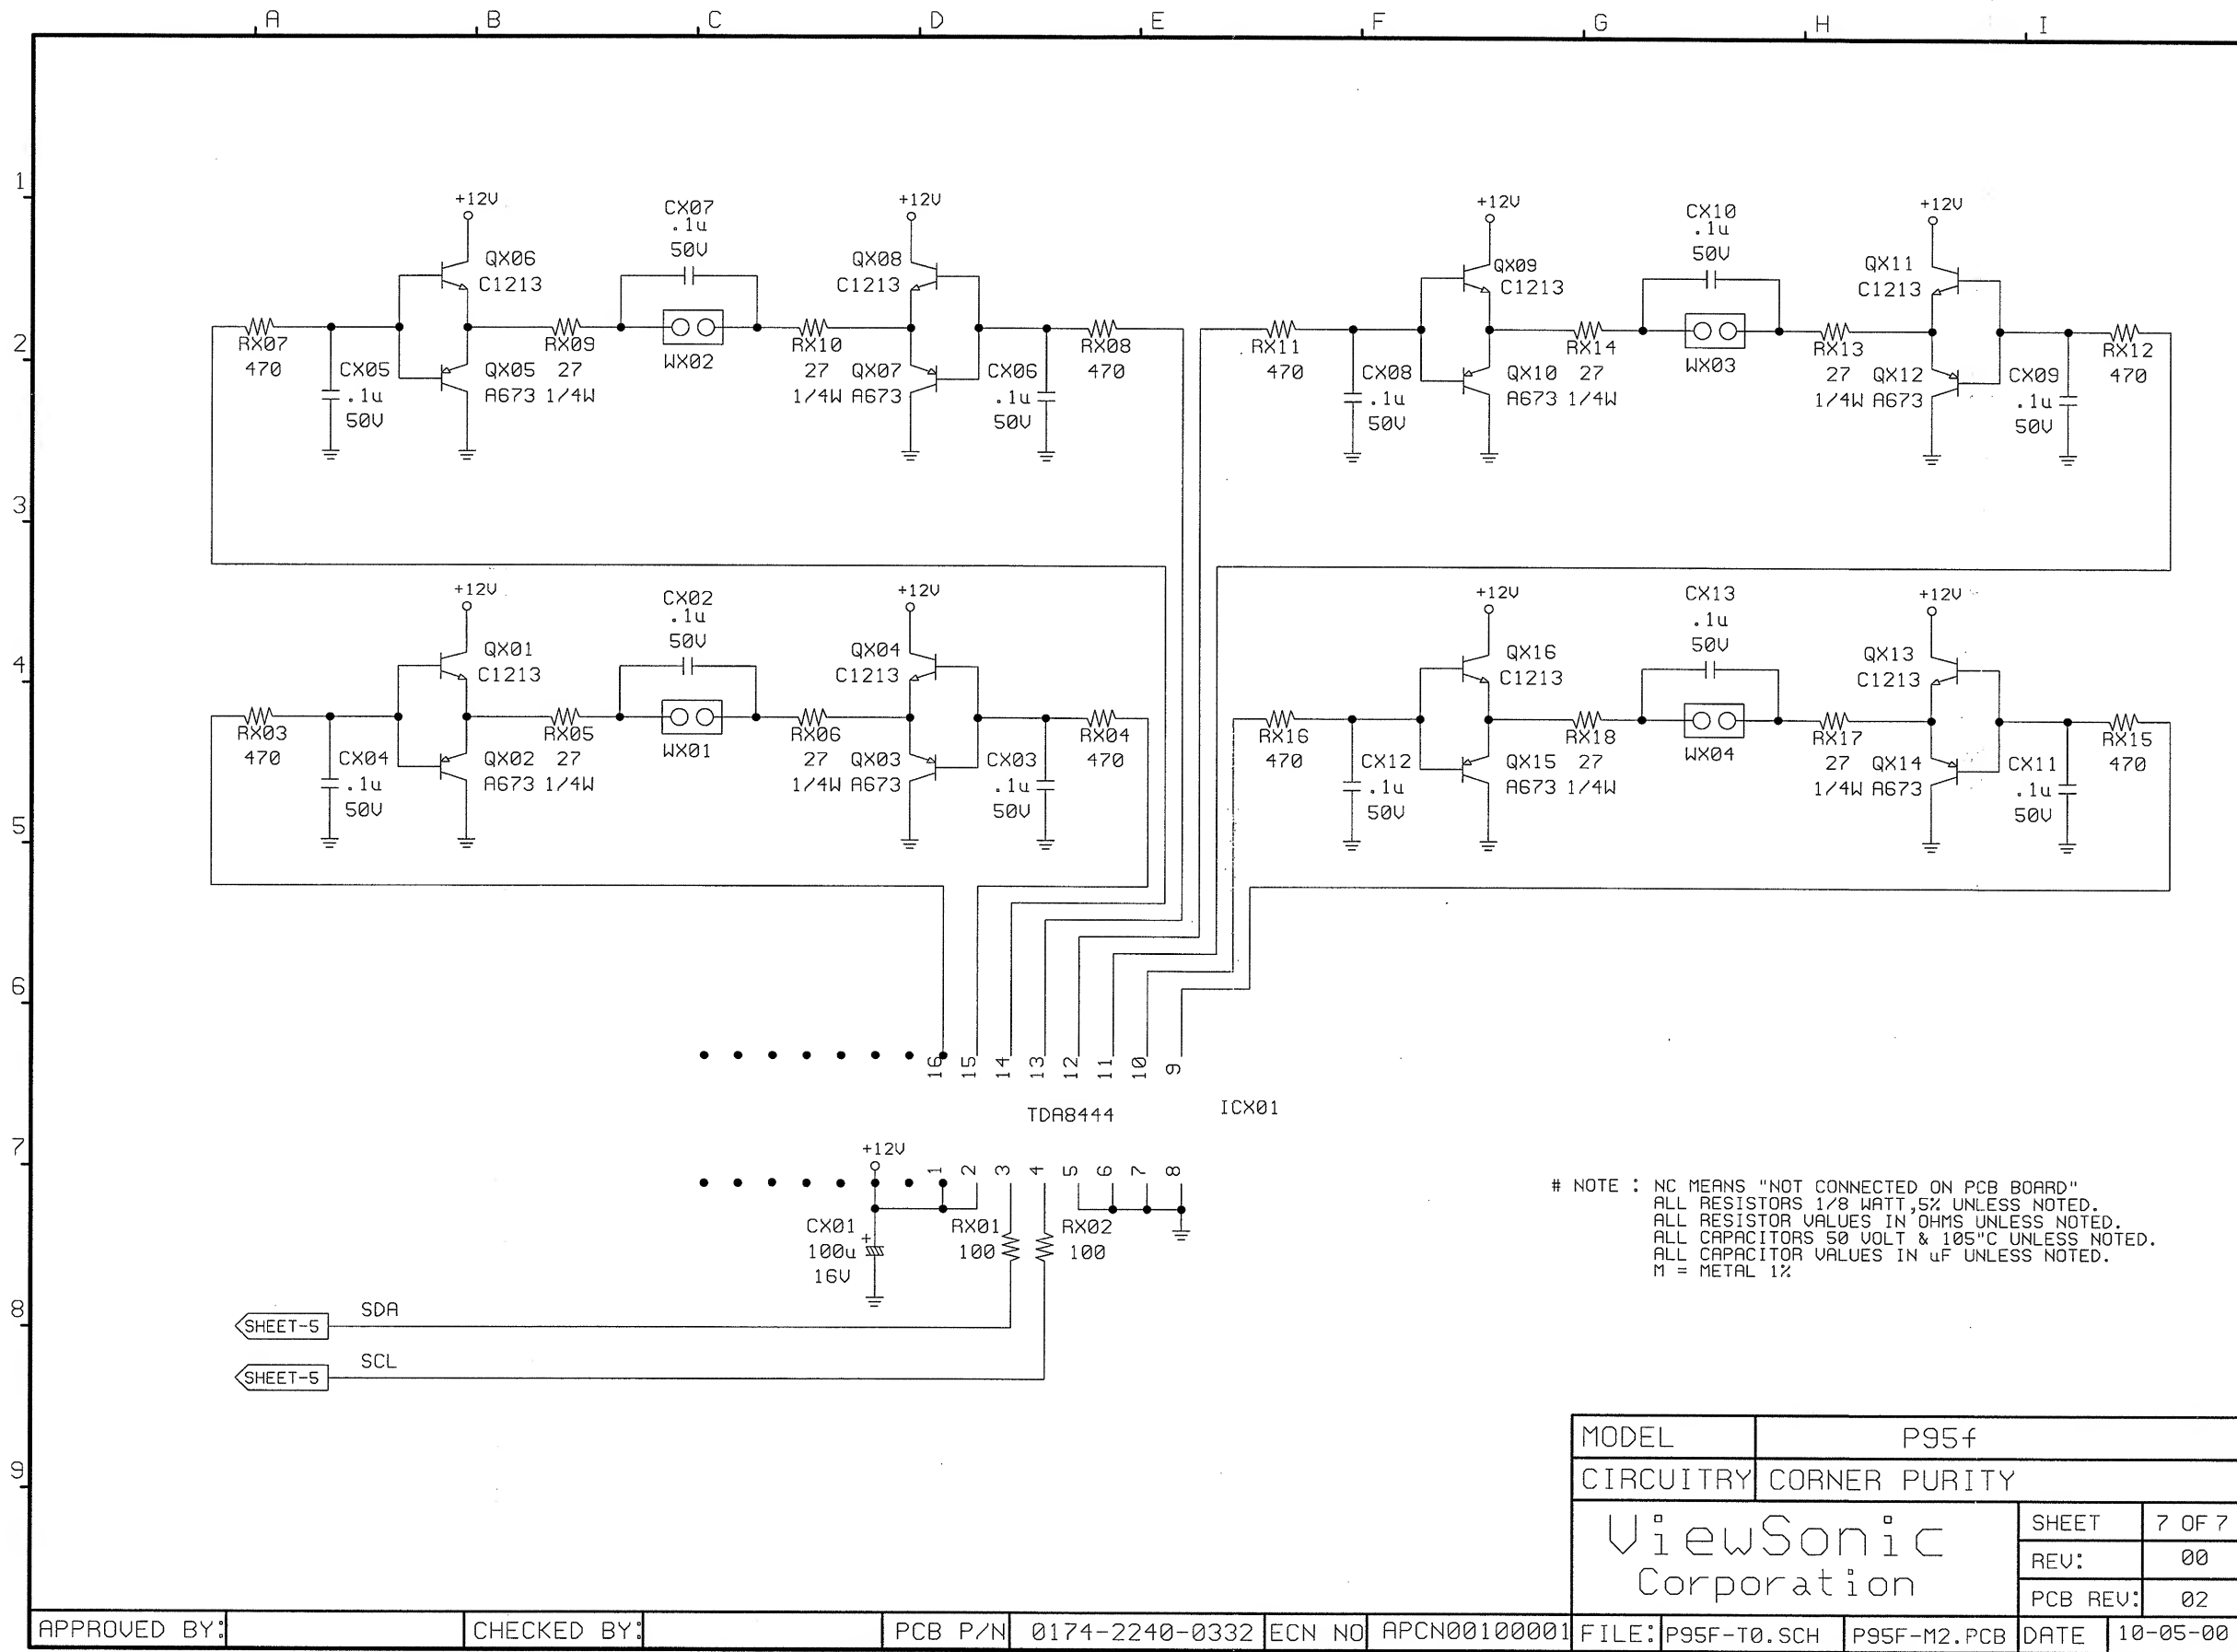 A B C D E F G H I
1
+12V
CX07
.1u
50V
+12V
+12V
CX10
.1u
50V
+12V
QX06
C1213
QX08
C1213
QX09
C1213
QX11
C1213
2
RX07
470
CX05
.1u
50V
QX05
A673
RX09
27
1/4W
WX02
RX10
27
1/4W
QX07
A673
CX06
.1u
50V
RX08
470
RX11
470
CX08
.1u
50V
QX10
A673
RX14
27
1/4W
WX03
RX13
27
1/4W
QX12
A673
CX09
.1u
50V
RX12
470
3
+12V
CX02
.1u
50V
+12V
+12V
CX13
.1u
50V
+12V
4
QX01
C1213
QX04
C1213
QX16
C1213
QX13
C1213
RX03
470
CX04
.1u
50V
QX02
A673
RX05
27
1/4W
WX01
RX06
27
1/4W
QX03
A673
CX03
.1u
50V
RX04
470
RX16
470
CX12
.1u
50V
QX15
A673
RX18
27
1/4W
WX04
RX17
27
1/4W
QX14
A673
CX11
.1u
50V
RX15
470
5
6
16 15 14 13 12 11 10 9
TDA8444
ICX01
7
+12V
1 2 3 4 5 6 7 8
CX01
100u
16V
+
RX01
100
RX02
100
# NOTE : NC MEANS "NOT CONNECTED ON PCB BOARD"
ALL RESISTORS 1/8 WATT,5% UNLESS NOTED.
ALL RESISTOR VALUES IN OHMS UNLESS NOTED.
ALL CAPACITORS 50 VOLT & 105"C UNLESS NOTED.
ALL CAPACITOR VALUES IN uF UNLESS NOTED.
M = METAL 1%
8
SHEET-5 SDA
SHEET-5 SCL
9
MODEL P95f
CIRCUITRY CORNER PURITY
ViewSonic
Corporation
SHEET 7 OF 7
REV: 00
PCB REV: 02
APPROVED BY: CHECKED BY: PCB P/N 0174-2240-0332 ECN NO APCN00100001 FILE: P95F-T0.SCH P95F-M2.PCB DATE 10-05-00